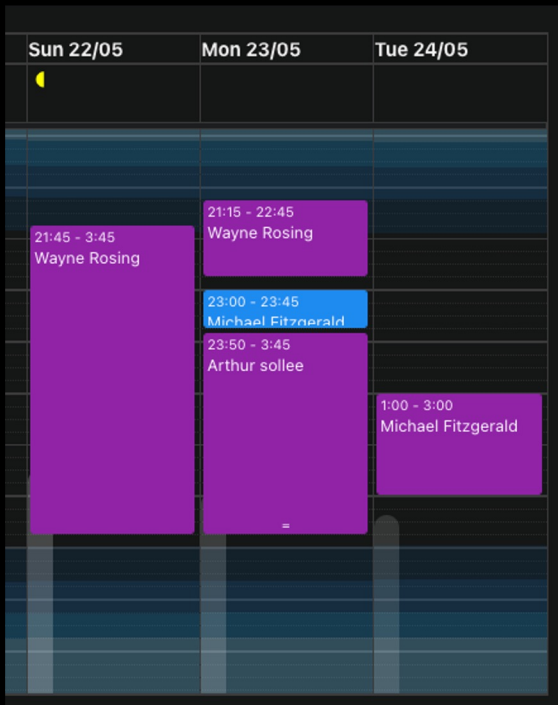 Sun 22/05
Mon 23/05
Tue 24/05
21:45 - 3:45
Wayne Rosing
21:15 - 22:45
Wayne Rosing
23:00 - 23:45
Michael Fitzgerald
23:50 - 3:45
Arthur sollee
1:00 - 3:00
Michael Fitzgerald